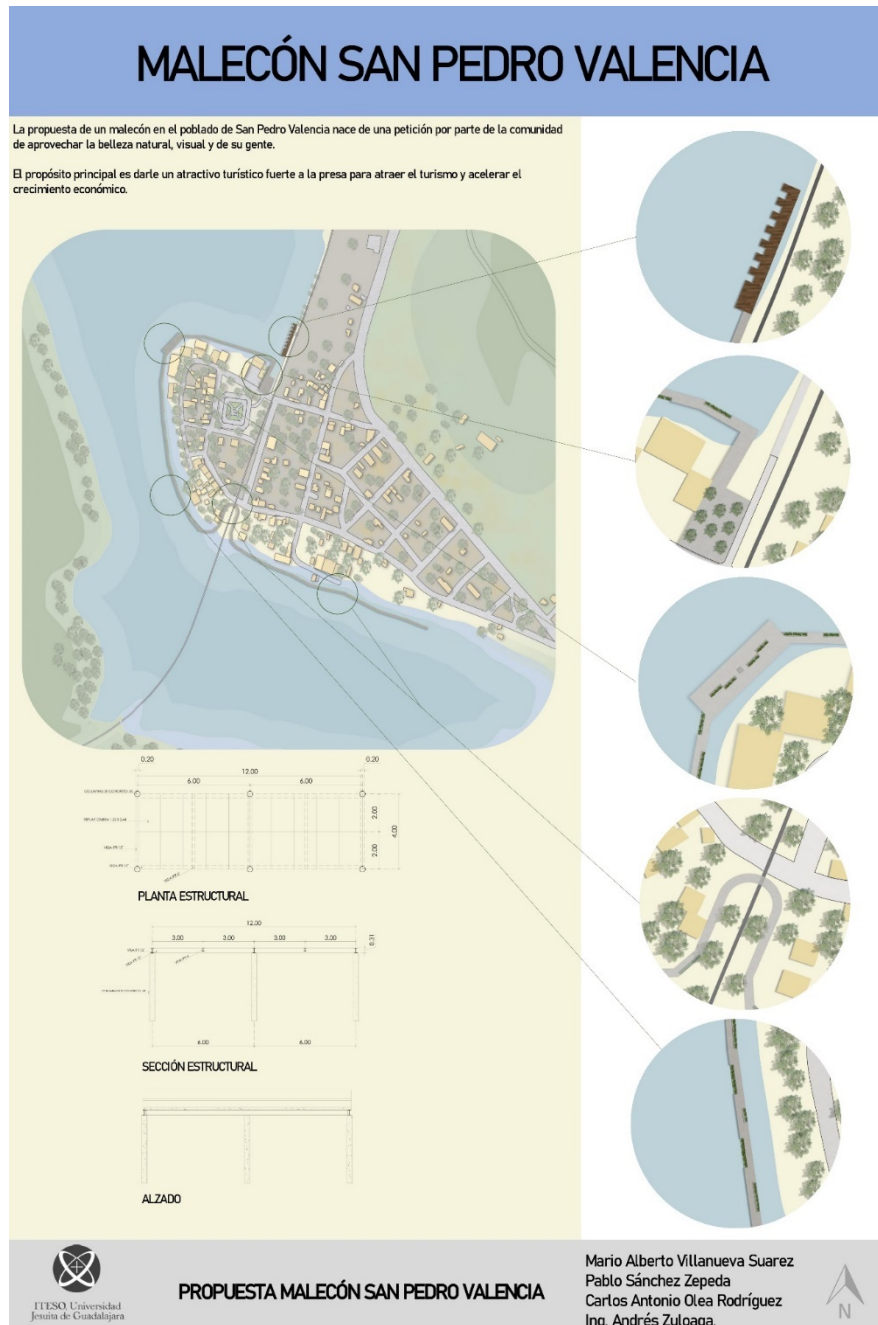 MALECÓN SAN PEDRO VALENCIA
La propuesta de un malecón en el poblado de San Pedro Valencia nace de una petición por parte de la comunidad
de aprovechar la belleza natural, visual y de su gente.
El propósito principal es darle un atractivo turístico fuerte a la presa para atraer el turismo y acelerar el
crecimiento económico.
0.20
0.20
12.00
6.00
6.00
2.00
4.00
2.00
PLANTA ESTRUCTURAL
12.00
3.00
3.00
3.00
3.00
0.31
6.00
6.00
SECCIÓN ESTRUCTURAL
ALZADO
ITESO, Universidad
Jesuita de Guadalajara
PROPUESTA MALECÓN SAN PEDRO VALENCIA
Mario Alberto Villanueva Suarez
Pablo Sánchez Zepeda
Carlos Antonio Olea Rodríguez
Ing. Andrés Zuloaga.
N